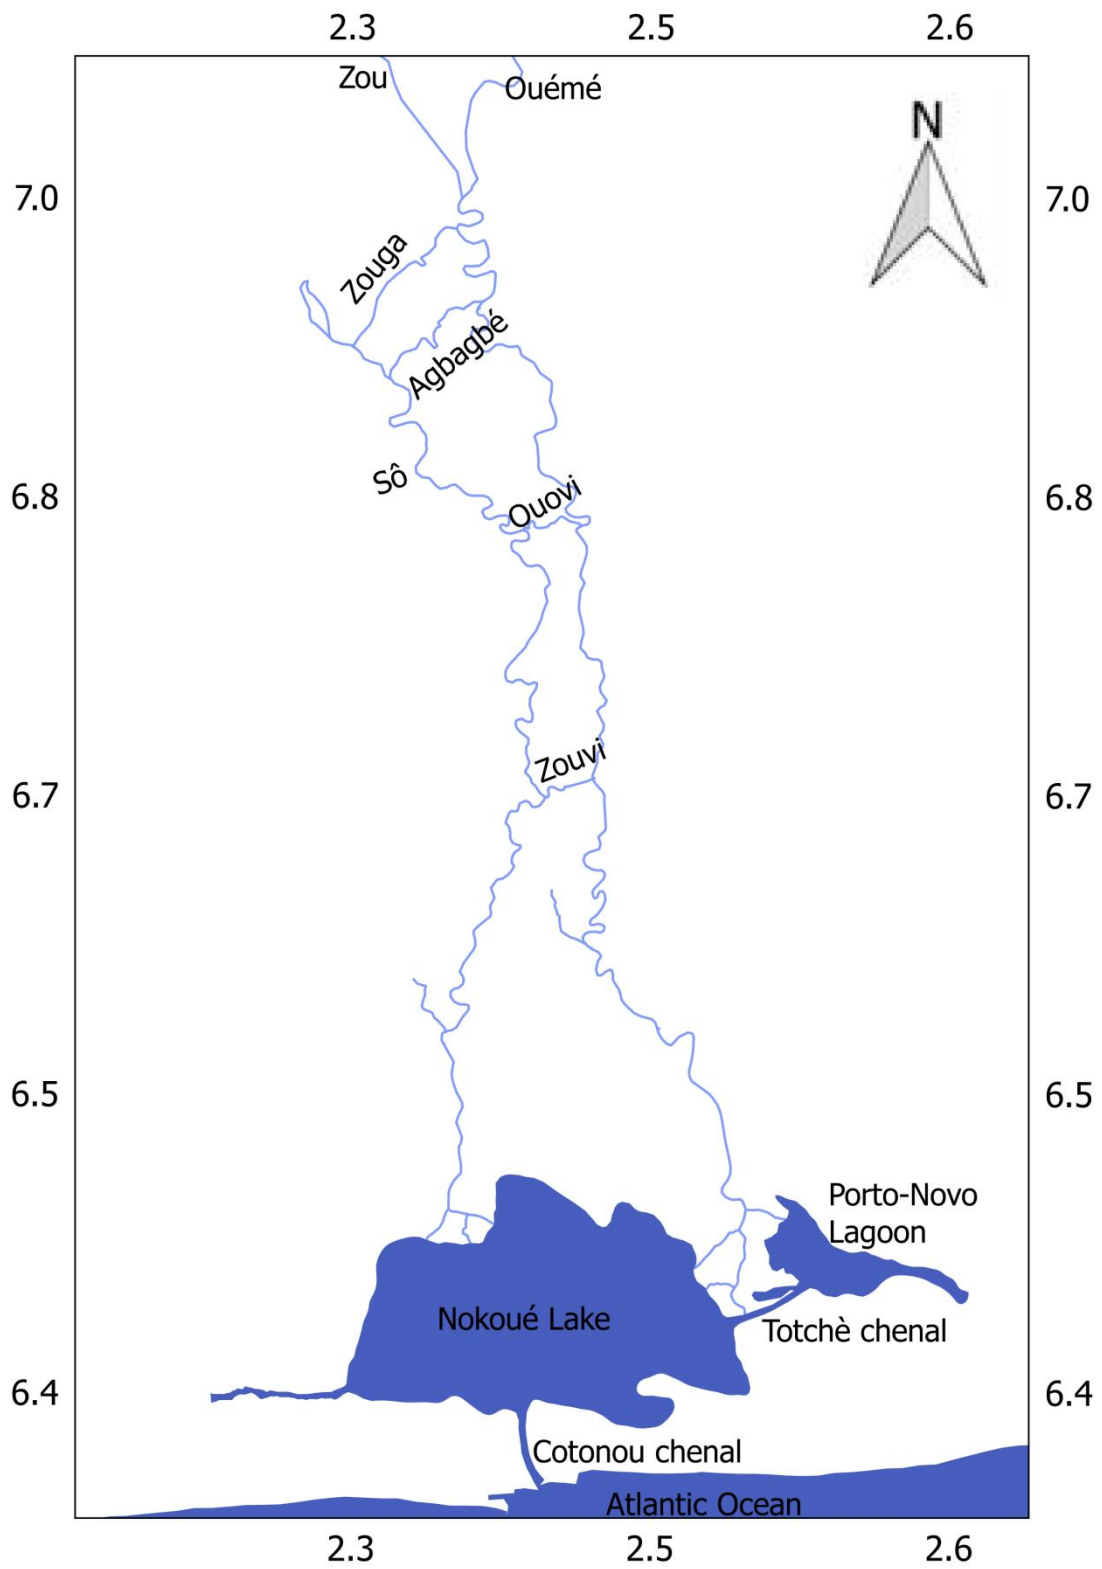 2.3 2.5 2.6
Zou
Ouémé
N
7.0 7.0
Zouga
Agbagbé
Sô
6.8 6.8
Ouovi
Zouvi
6.7 6.7
6.5 6.5
Porto-Novo
Lagoon
Nokoué Lake
Totchè chenal
6.4 6.4
Cotonou chenal
Atlantic Ocean
2.3 2.5 2.6